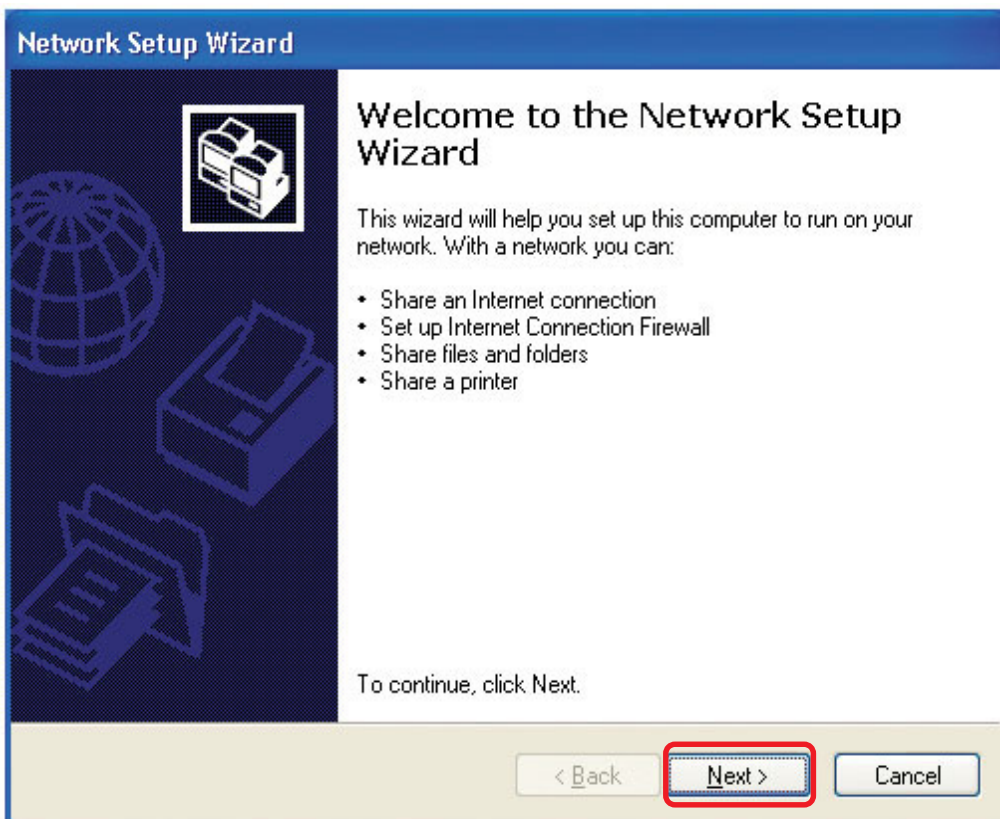 Network Setup Wizard
Welcome to the Network Setup
Wizard
This wizard will help you set up this computer to run on your
network. With a network you can:
• Share an Internet connection
• Set up Internet Connection Firewall
• Share files and folders
• Share a printer
To continue, click Next.
< Back Next > Cancel